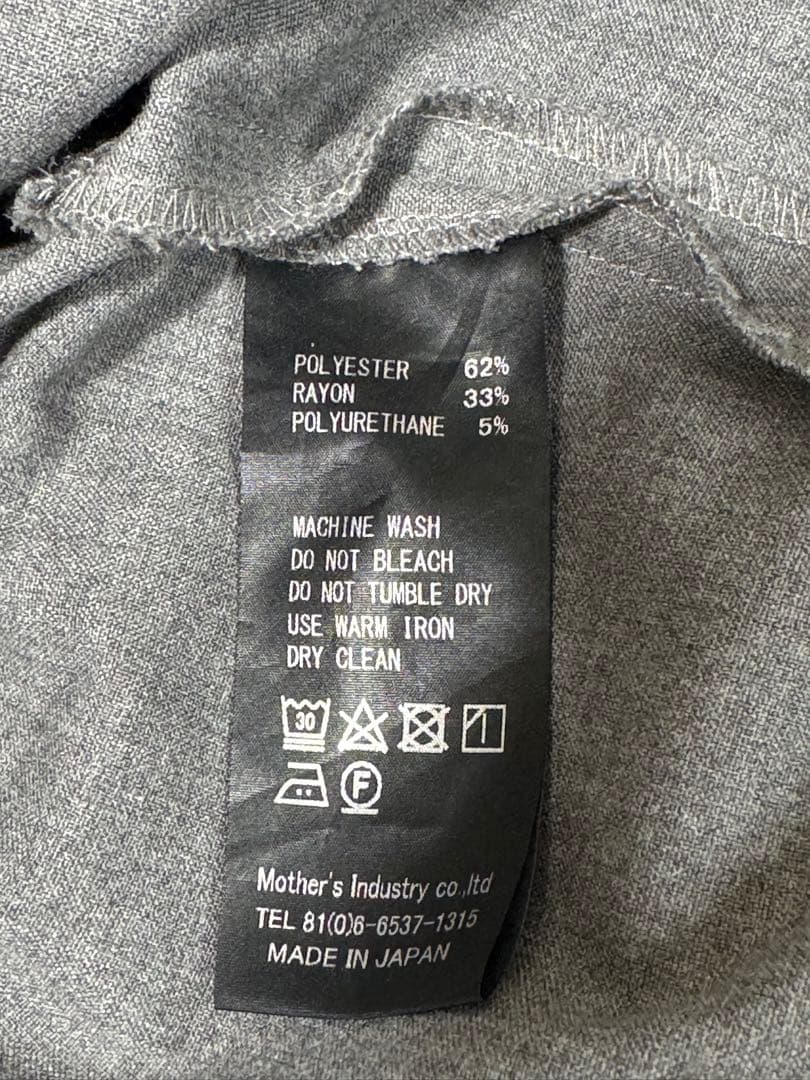 POLYESTER 62%
RAYON 33%
POLYURETHANE 5%
MACHINE WASH
DO NOT BLEACH
DO NOT TUMBLE DRY
USE WARM IRON
DRY CLEAN
30
F
Mother's Industry co.,ltd
TEL 81(0)6-6537-1315
MADE IN JAPAN